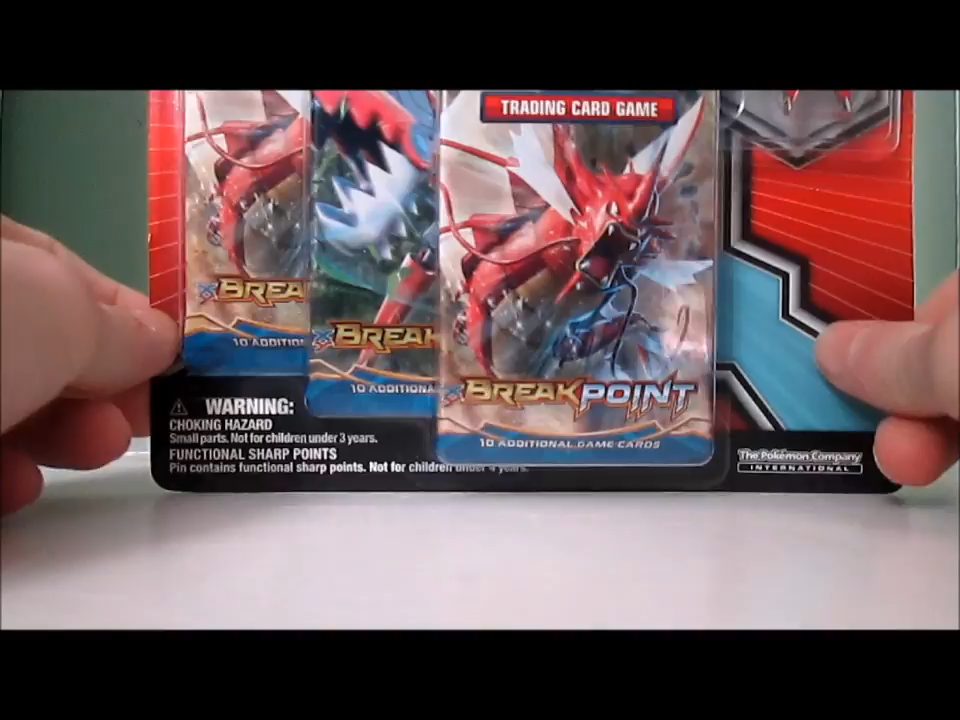 TRADING CARD GAME
BREA
10 ADDITION
BREAK
10 ADDITIONA
BREAKPOINT
10 ADDITIONAL GAME CARDS
WARNING:
CHOKING HAZARD
Small parts. Not for children under 3 years.
FUNCTIONAL SHARP POINTS
Pin contains functional sharp points. Not for children under 4 years.
The Pokémon Company
INTERNATIONAL